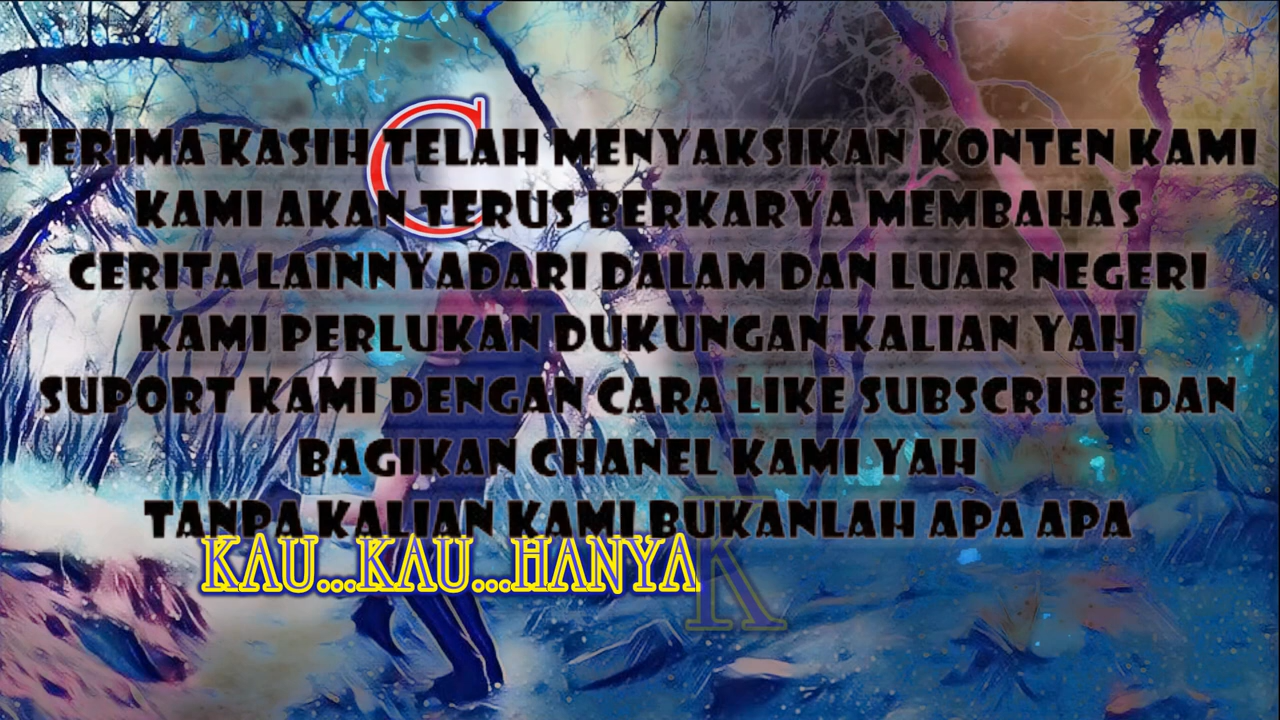 C
TERIMA KASIH TELAH MENYAKSIKAN KONTEN KAMI
KAMI AKAN TERUS BERKARYA MEMBAHAS
CERITA LAINNYADARI DALAM DAN LUAR NEGERI
KAMI PERLUKAN DUKUNGAN KALIAN YAH
SUPORT KAMI DENGAN CARA LIKE SUBSCRIBE DAN
BAGIKAN CHANEL KAMI YAH
TANPA KALIAN KAMI BUKANLAH APA APA
KAU...KAU...HANYA K